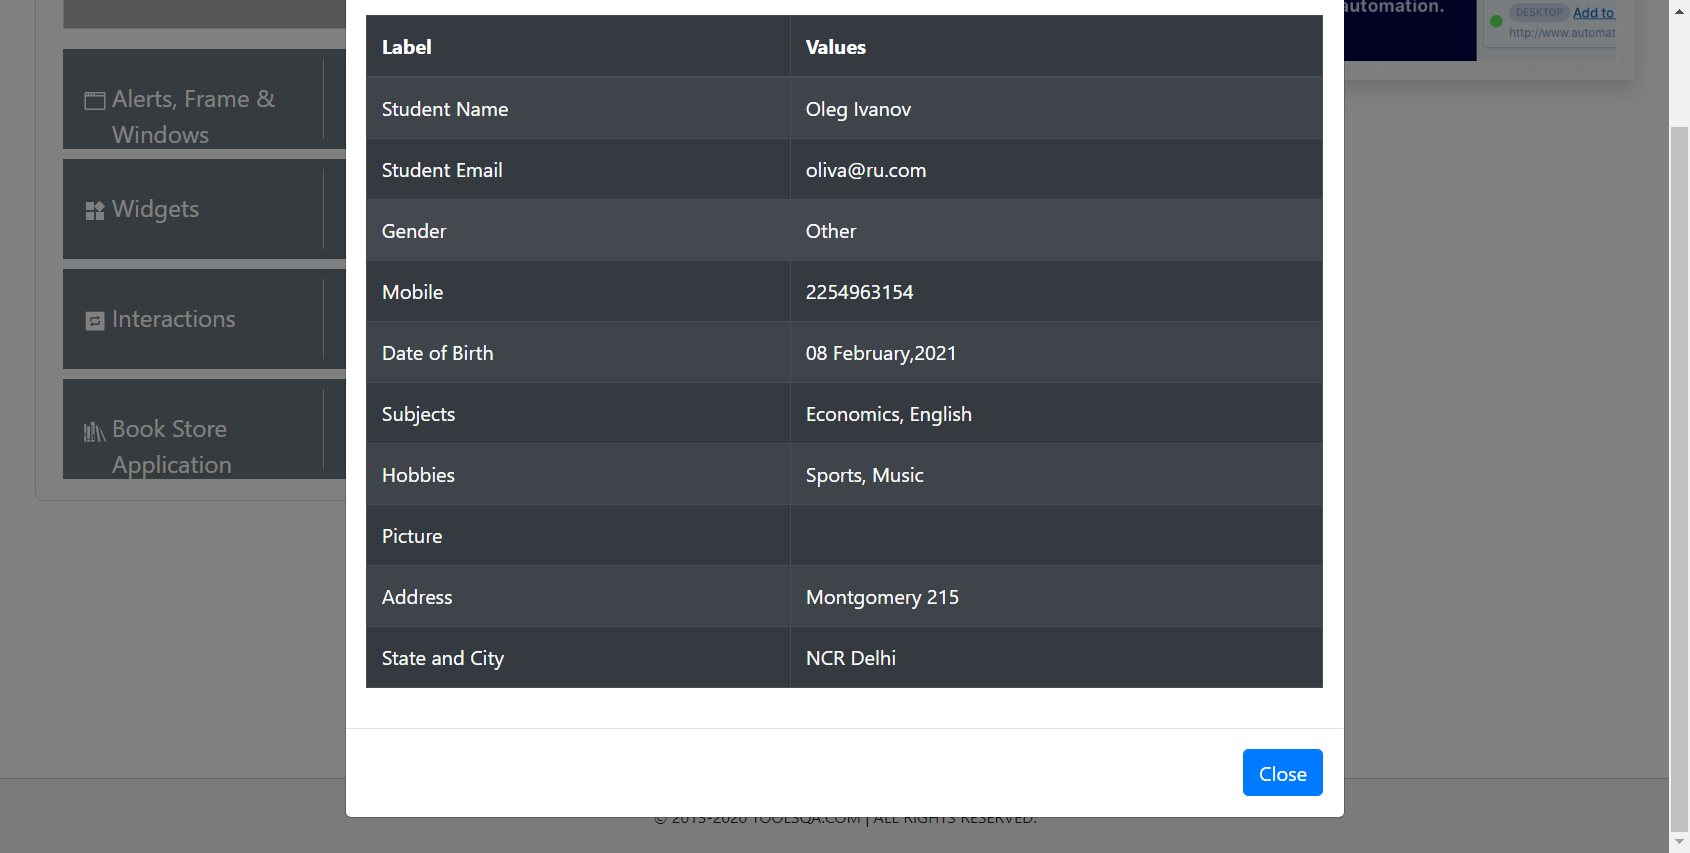 utomation.
DESKTOP Add to
http://www.automat
Alerts, Frame &
Windows
Widgets
Interactions
Book Store
Application
Label Values
Student Name Oleg Ivanov
Student Email oliva@ru.com
Gender Other
Mobile 2254963154
Date of Birth 08 February,2021
Subjects Economics, English
Hobbies Sports, Music
Picture
Address Montgomery 215
State and City NCR Delhi
Close
© 2013-2020 TOOLSQA.COM | ALL RIGHTS RESERVED.